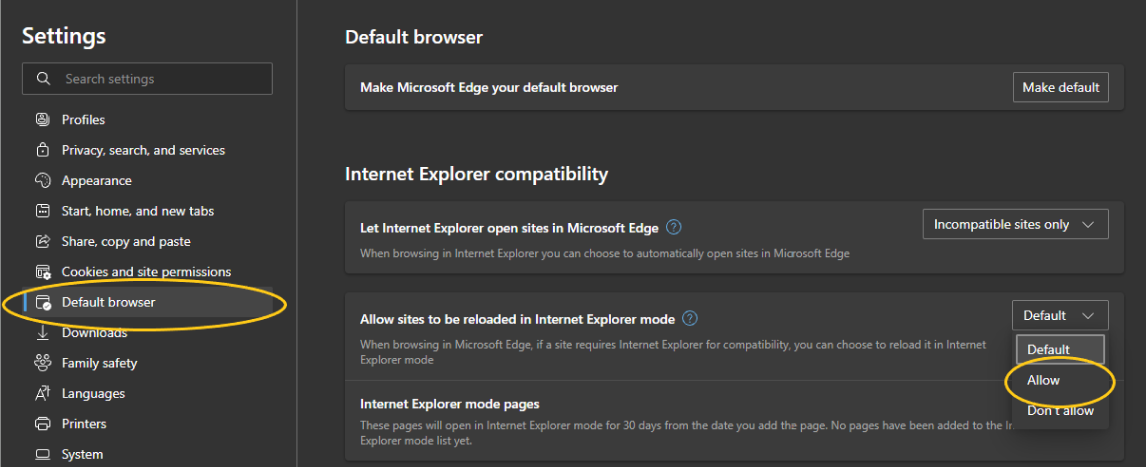 Settings
Search settings
Profiles
Privacy, search, and services
Appearance
Start, home, and new tabs
Share, copy and paste
Cookies and site permissions
Default browser
Downloads
Family safety
Languages
Printers
System
Default browser
Make Microsoft Edge your default browser
Make default
Internet Explorer compatibility
Let Internet Explorer open sites in Microsoft Edge
Incompatible sites only
When browsing in Internet Explorer you can choose to automatically open sites in Microsoft Edge
Allow sites to be reloaded in Internet Explorer mode
Default
When browsing in Microsoft Edge, if a site requires Internet Explorer for compatibility, you can choose to reload it in Internet
Explorer mode
Default
Allow
Don't allow
Internet Explorer mode pages
These pages will open in Internet Explorer mode for 30 days from the date you add the page. No pages have been added to the
Explorer mode list yet.